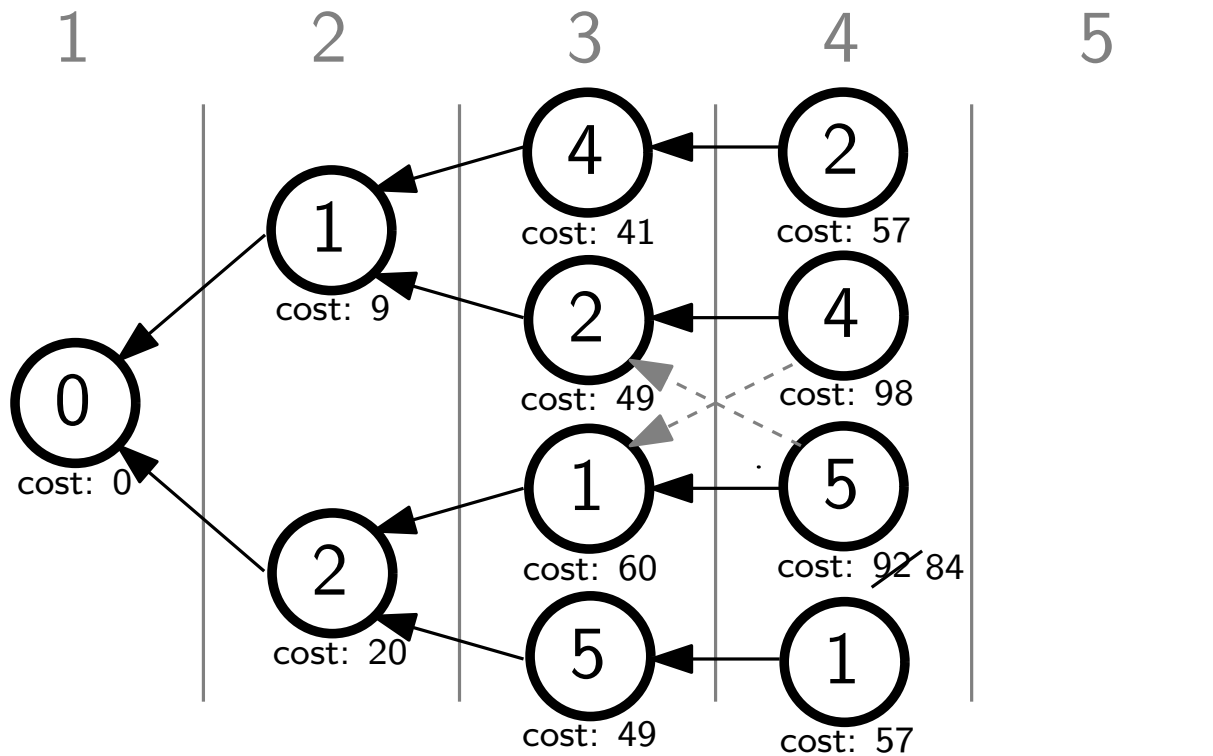 1 2 3 4 5
4 2
cost: 41 cost: 57
1
cost: 9
2 4
cost: 49 cost: 98
0
cost: 0
1 5
cost: 60 cost: 92 84
2
cost: 20
5 1
cost: 49 cost: 57